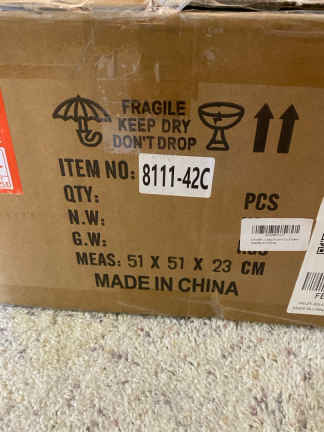 FRAGILE
KEEP DRY
DON'T DROP
ITEM NO: 8111-42C
QTY: PCS
N.W:
G.W: KGS
MEAS: 51 X 51 X 23 CM
MADE IN CHINA